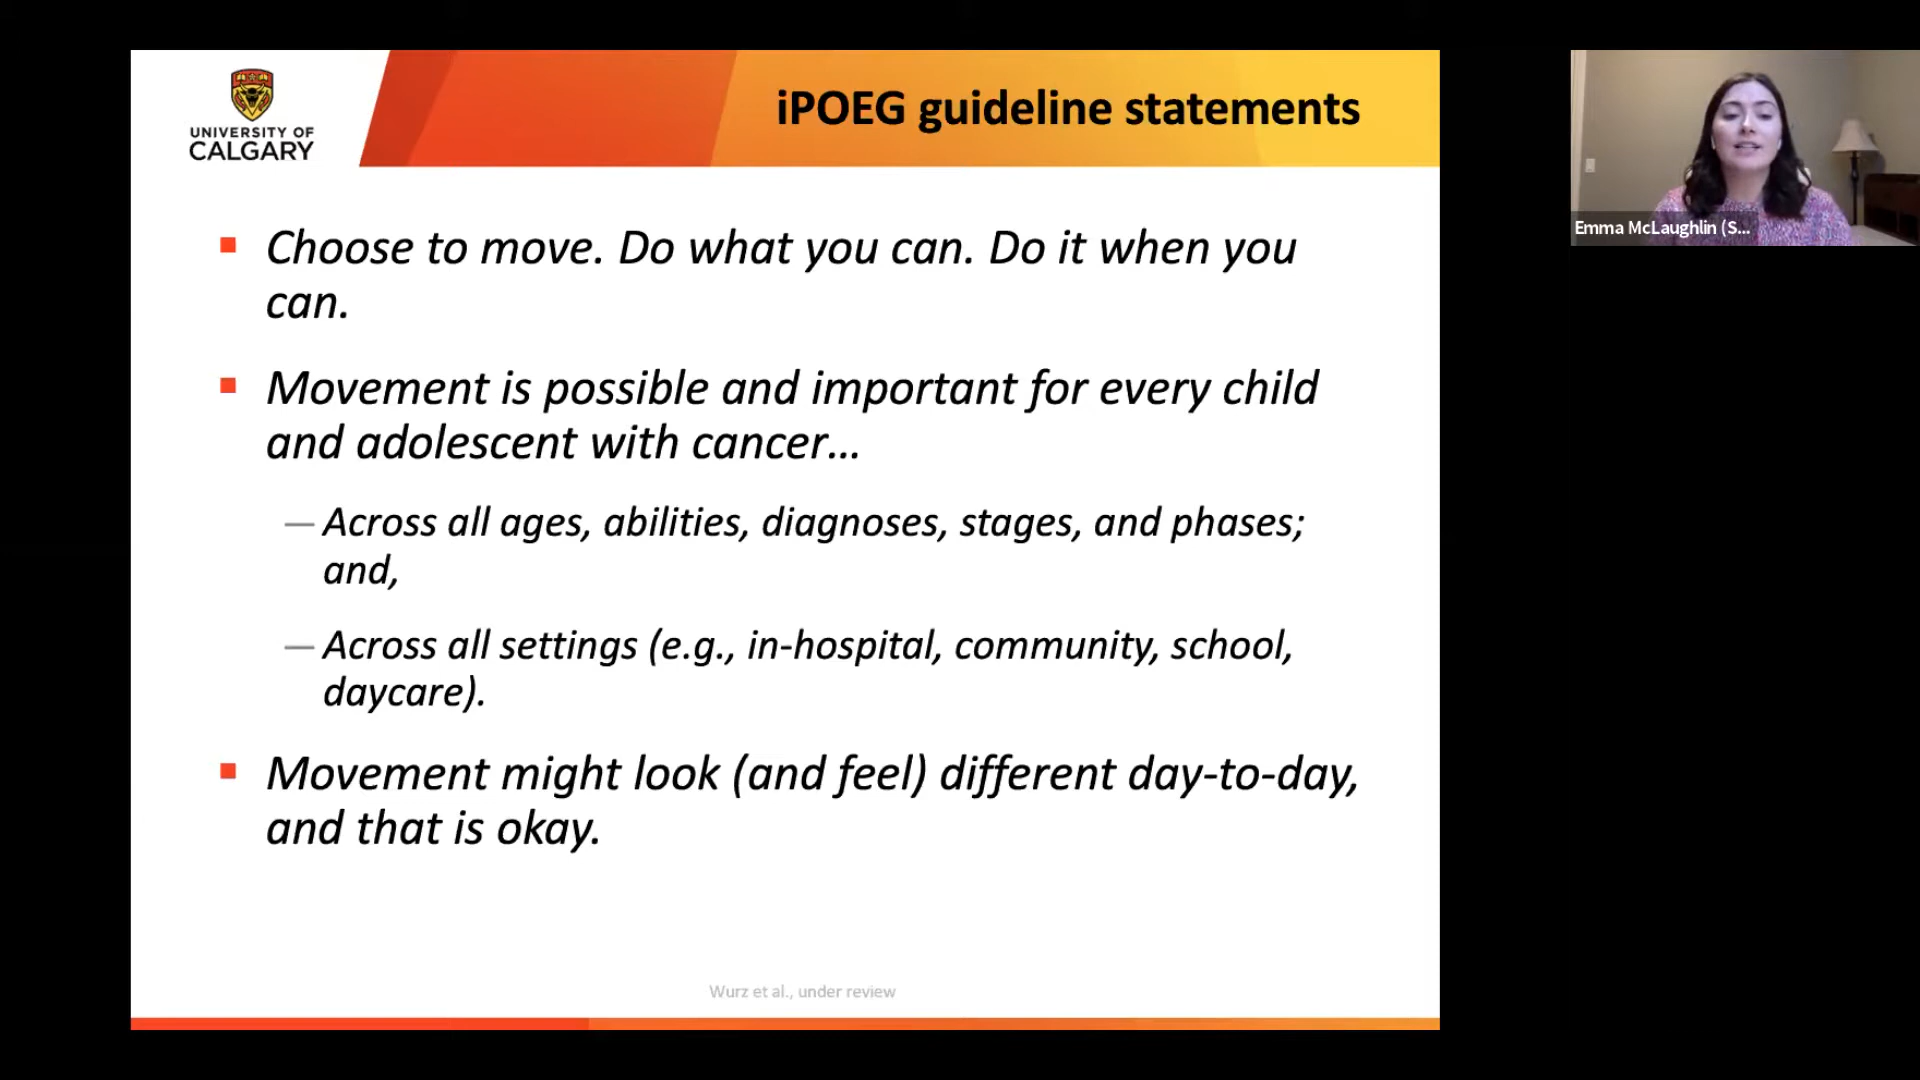 UNIVERSITY OF
CALGARY
iPOEG guideline statements
Choose to move. Do what you can. Do it when you
can.
Movement is possible and important for every child
and adolescent with cancer...
— Across all ages, abilities, diagnoses, stages, and phases;
and,
— Across all settings (e.g., in-hospital, community, school,
daycare).
Movement might look (and feel) different day-to-day,
and that is okay.
Wurz et al., under review
Emma McLaughlin (S...